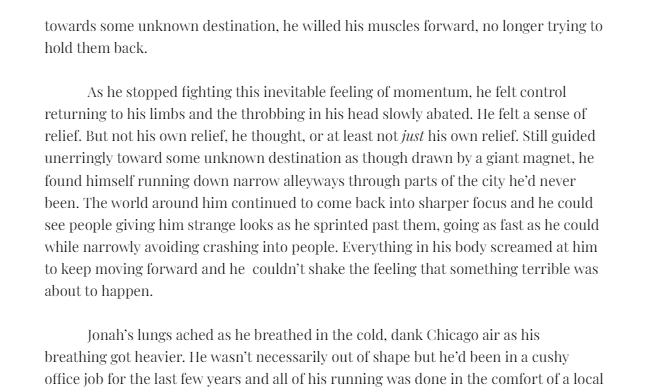 towards some unknown destination, he willed his muscles forward, no longer trying to
hold them back.
As he stopped fighting this inevitable feeling of momentum, he felt control
returning to his limbs and the throbbing in his head slowly abated. He felt a sense of
relief. But not his own relief, he thought, or at least not just his own relief. Still guided
unerringly toward some unknown destination as though drawn by a giant magnet, he
found himself running down narrow alleyways through parts of the city he’d never
been. The world around him continued to come back into sharper focus and he could
see people giving him strange looks as he sprinted past them, going as fast as he could
while narrowly avoiding crashing into people. Everything in his body screamed at him
to keep moving forward and he  couldn’t shake the feeling that something terrible was
about to happen.
Jonah’s lungs ached as he breathed in the cold, dank Chicago air as his
breathing got heavier. He wasn’t necessarily out of shape but he’d been in a cushy
office job for the last few years and all of his running was done in the comfort of a local